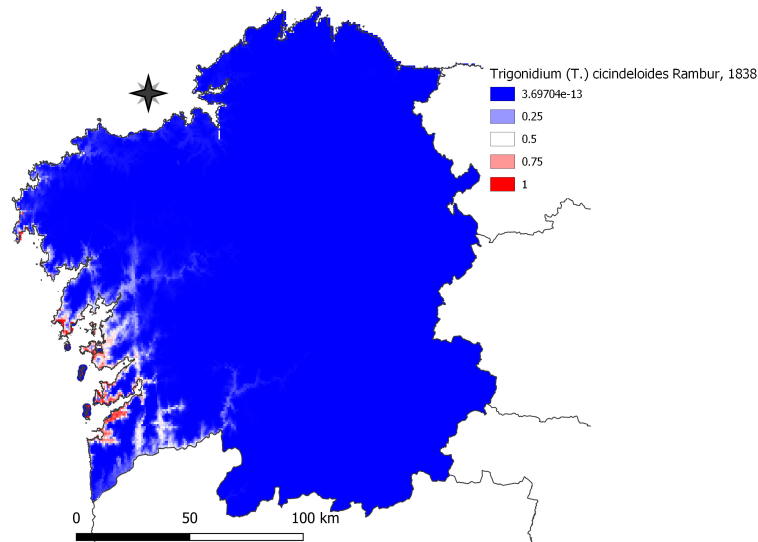 Trigonidium (T.) cicindeloides Rambur, 1838
3.69704e-13
0.25
0.5
0.75
1
0 50 100 km